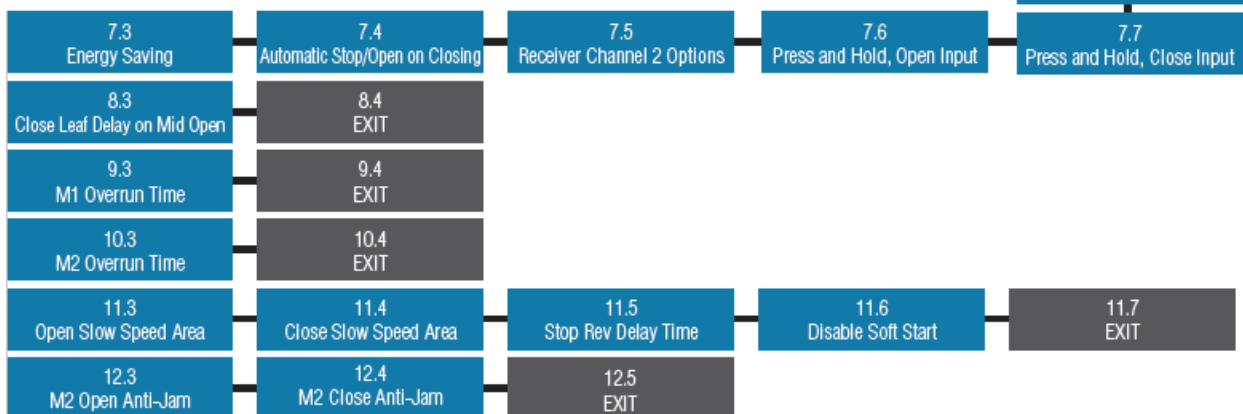 7.3
Energy Saving
7.4
Automatic Stop/Open on Closing
7.5
Receiver Channel 2 Options
7.6
Press and Hold, Open Input
7.7
Press and Hold, Close Input
8.3
Close Leaf Delay on Mid Open
8.4
EXIT
9.3
M1 Overrun Time
9.4
EXIT
10.3
M2 Overrun Time
10.4
EXIT
11.3
Open Slow Speed Area
11.4
Close Slow Speed Area
11.5
Stop Rev Delay Time
11.6
Disable Soft Start
11.7
EXIT
12.3
M2 Open Anti-Jam
12.4
M2 Close Anti-Jam
12.5
EXIT